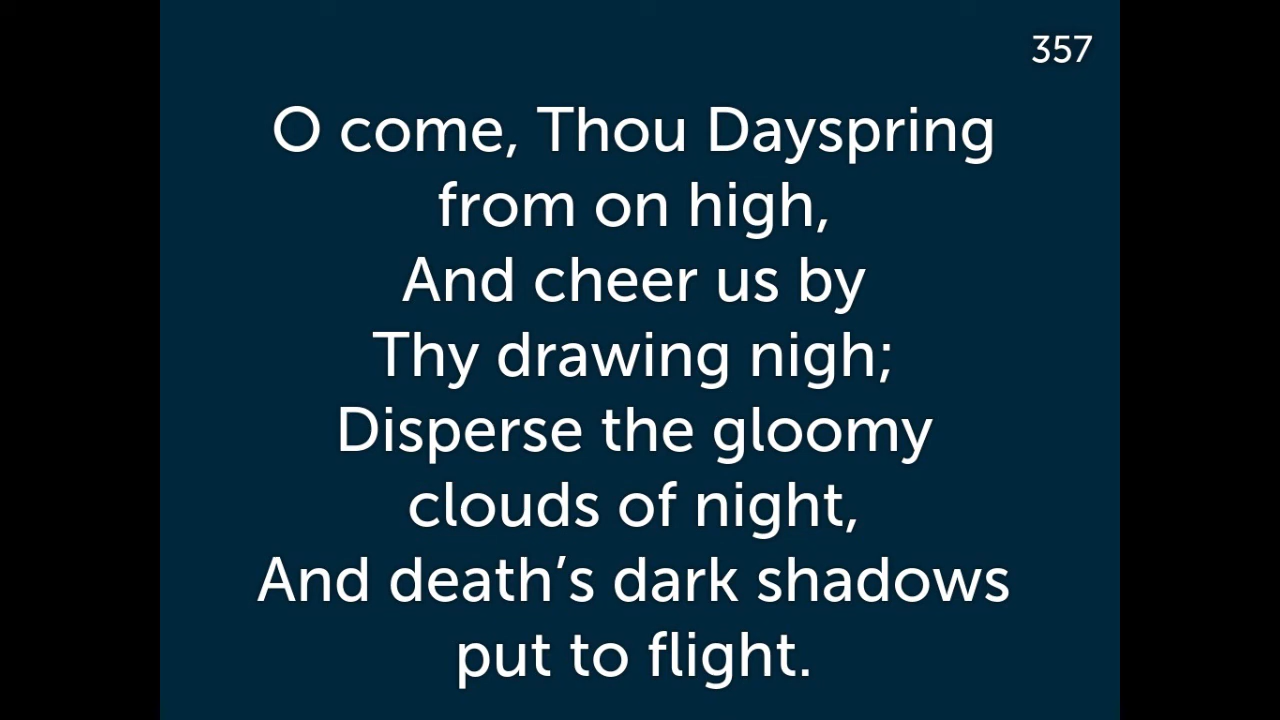 357
O come, Thou Dayspring
from on high,
And cheer us by
Thy drawing nigh;
Disperse the gloomy
clouds of night,
And death’s dark shadows
put to flight.